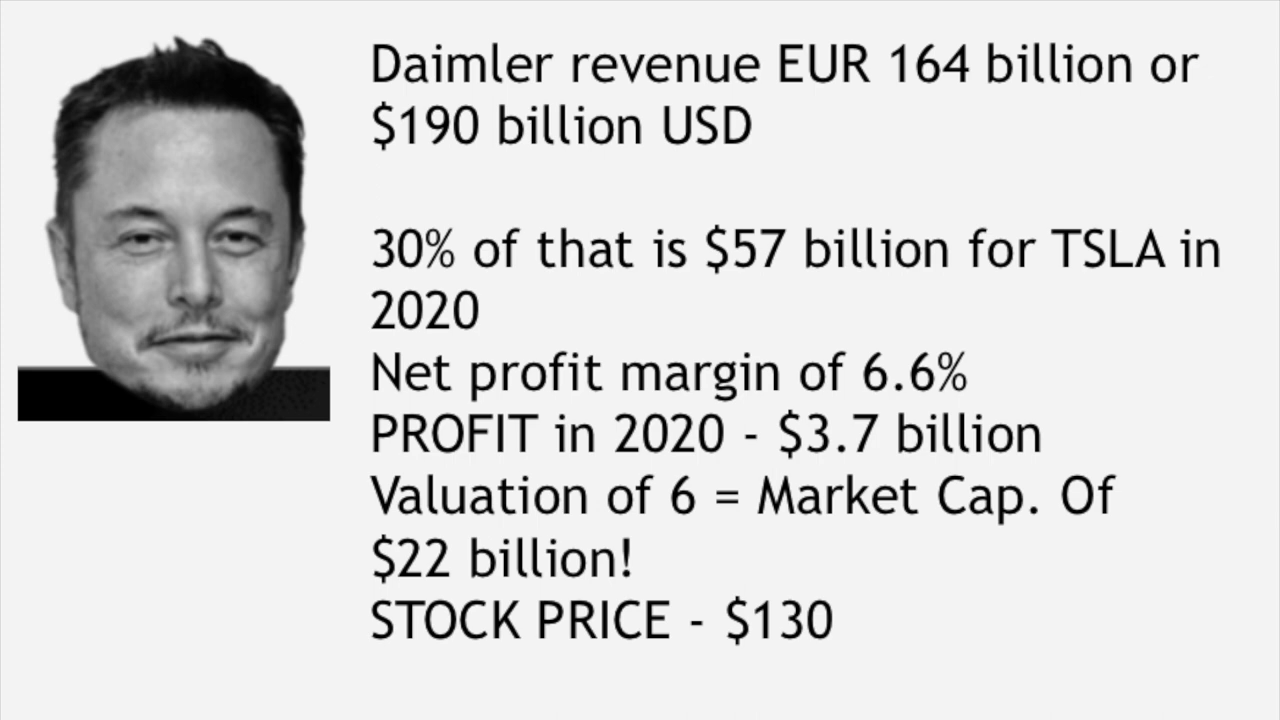 Daimler revenue EUR 164 billion or
$190 billion USD
30% of that is $57 billion for TSLA in
2020
Net profit margin of 6.6%
PROFIT in 2020 - $3.7 billion
Valuation of 6 = Market Cap. Of
$22 billion!
STOCK PRICE - $130